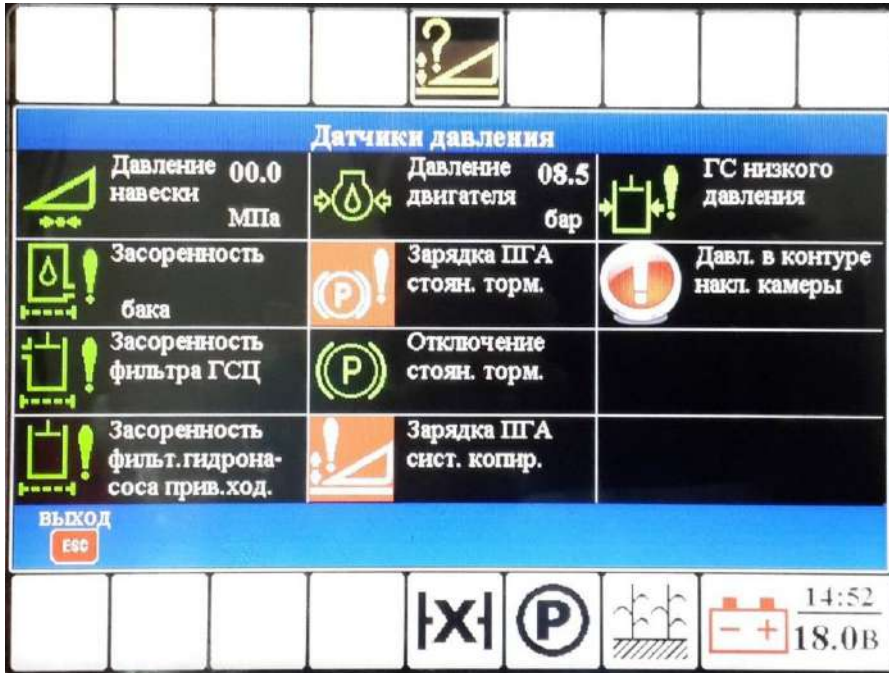 Датчики давления
Давление навески
00.0
МПа
Давление двигателя
08.5
бар
ГС низкого давления
Засоренность
бака
Зарядка ПГА
стоян. торм.
Давл. в контуре
накл. камеры
Засоренность
фильтра ГСЦ
Отключение
стоян. торм.
P
Засоренность
фильт.гидрона-
соса прив.ход.
Зарядка ПГА
сист. копир.
выход
ESC
P
14:52
18.0В